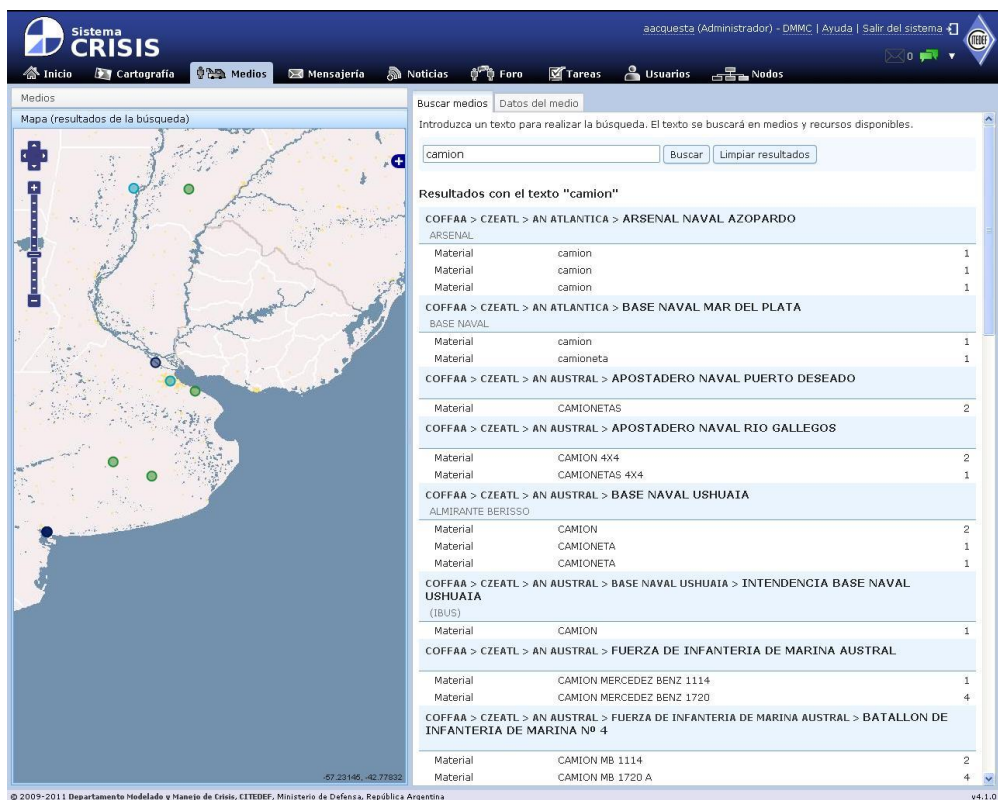 Sistema
CRISIS
aacquesta (Administrador) - DMMC | Ayuda | Salir del sistema
CITEDEF
0
Inicio Cartografía Medios Mensajería Noticias Foro Tareas Usuarios Nodos
Medios
Mapa (resultados de la búsqueda)
Buscar medios Datos del medio
Introduzca un texto para realizar la búsqueda. El texto se buscará en medios y recursos disponibles.
camion Buscar Limpiar resultados
Resultados con el texto "camion"
COFFAA > CZEATL > AN ATLANTICA > ARSENAL NAVAL AZOPARDO
ARSENAL
Material camion 1
Material camion 1
Material camion 1
COFFAA > CZEATL > AN ATLANTICA > BASE NAVAL MAR DEL PLATA
BASE NAVAL
Material camion 1
Material camioneta 1
COFFAA > CZEATL > AN AUSTRAL > APOSTADERO NAVAL PUERTO DESEADO
Material CAMIONETAS 2
COFFAA > CZEATL > AN AUSTRAL > APOSTADERO NAVAL RIO GALLEGOS
Material CAMION 4X4 2
Material CAMIONETAS 4X4 1
COFFAA > CZEATL > AN AUSTRAL > BASE NAVAL USHUAIA
ALMIRANTE BERISSO
Material CAMION 2
Material CAMIONETA 1
Material CAMIONETA 1
COFFAA > CZEATL > AN AUSTRAL > BASE NAVAL USHUAIA > INTENDENCIA BASE NAVAL
USHUAIA
(IBUS)
Material CAMION 1
COFFAA > CZEATL > AN AUSTRAL > FUERZA DE INFANTERIA DE MARINA AUSTRAL
Material CAMION MERCEDEZ BENZ 1114 1
Material CAMION MERCEDEZ BENZ 1720 4
COFFAA > CZEATL > AN AUSTRAL > FUERZA DE INFANTERIA DE MARINA AUSTRAL > BATALLON DE
INFANTERIA DE MARINA Nº 4
Material CAMION MB 1114 2
Material CAMION MB 1720 A 4
-57.23146, -42.77832
© 2009-2011 Departamento Modelado y Manejo de Crisis, CITEDEF, Ministerio de Defensa, República Argentina v4.1.0